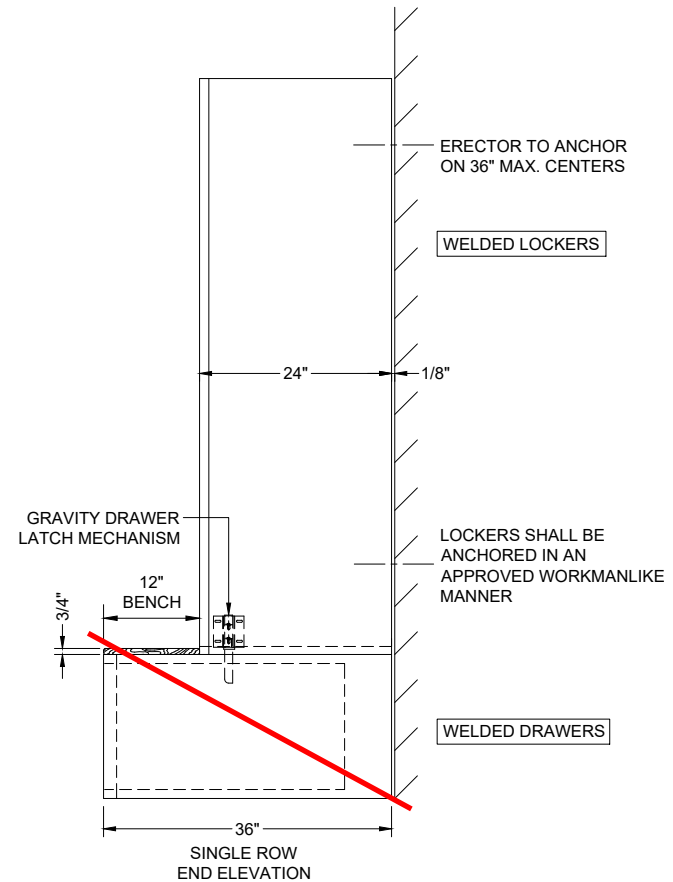 ERECTOR TO ANCHOR
ON 36" MAX. CENTERS
WELDED LOCKERS
24"
1/8"
GRAVITY DRAWER
LATCH MECHANISM
LOCKERS SHALL BE
ANCHORED IN AN
APPROVED WORKMANLIKE
MANNER
12"
BENCH
3/4"
WELDED DRAWERS
36"
SINGLE ROW
END ELEVATION